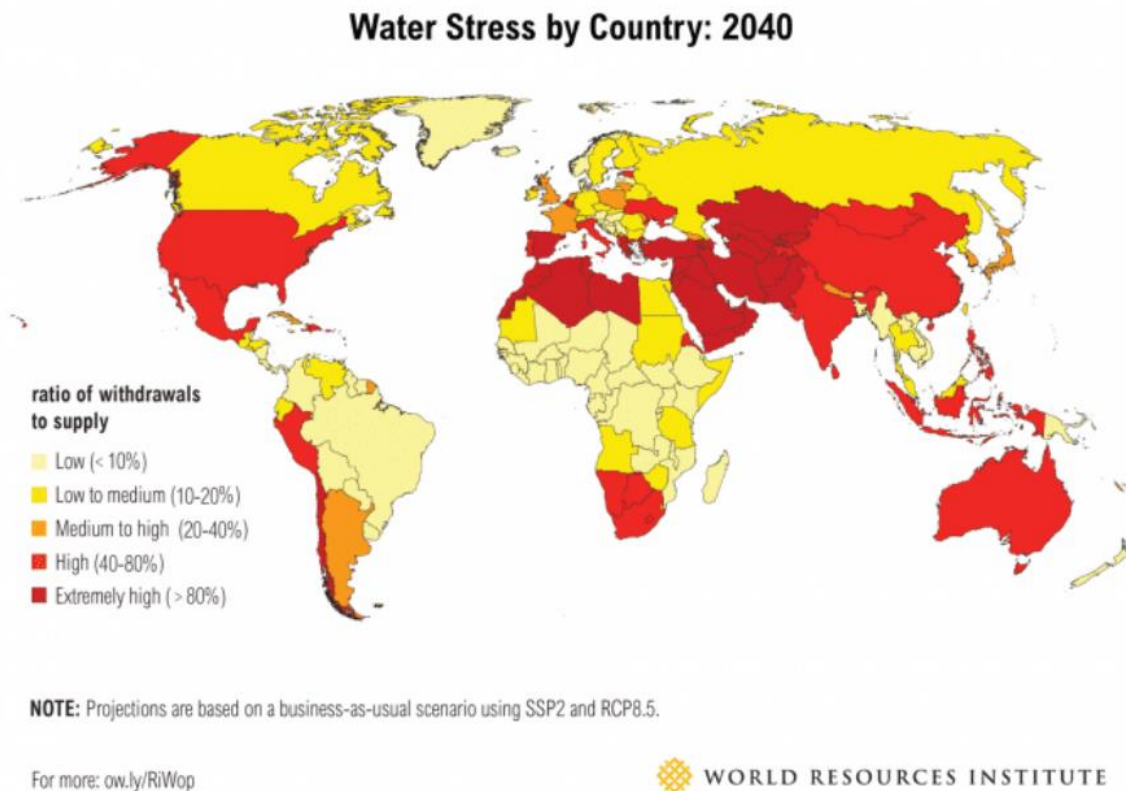 Water Stress by Country: 2040
ratio of withdrawals
to supply
Low (< 10%)
Low to medium (10-20%)
Medium to high (20-40%)
High (40-80%)
Extremely high (> 80%)
NOTE: Projections are based on a business-as-usual scenario using SSP2 and RCP8.5.
For more: ow.ly/RiWop
WORLD RESOURCES INSTITUTE